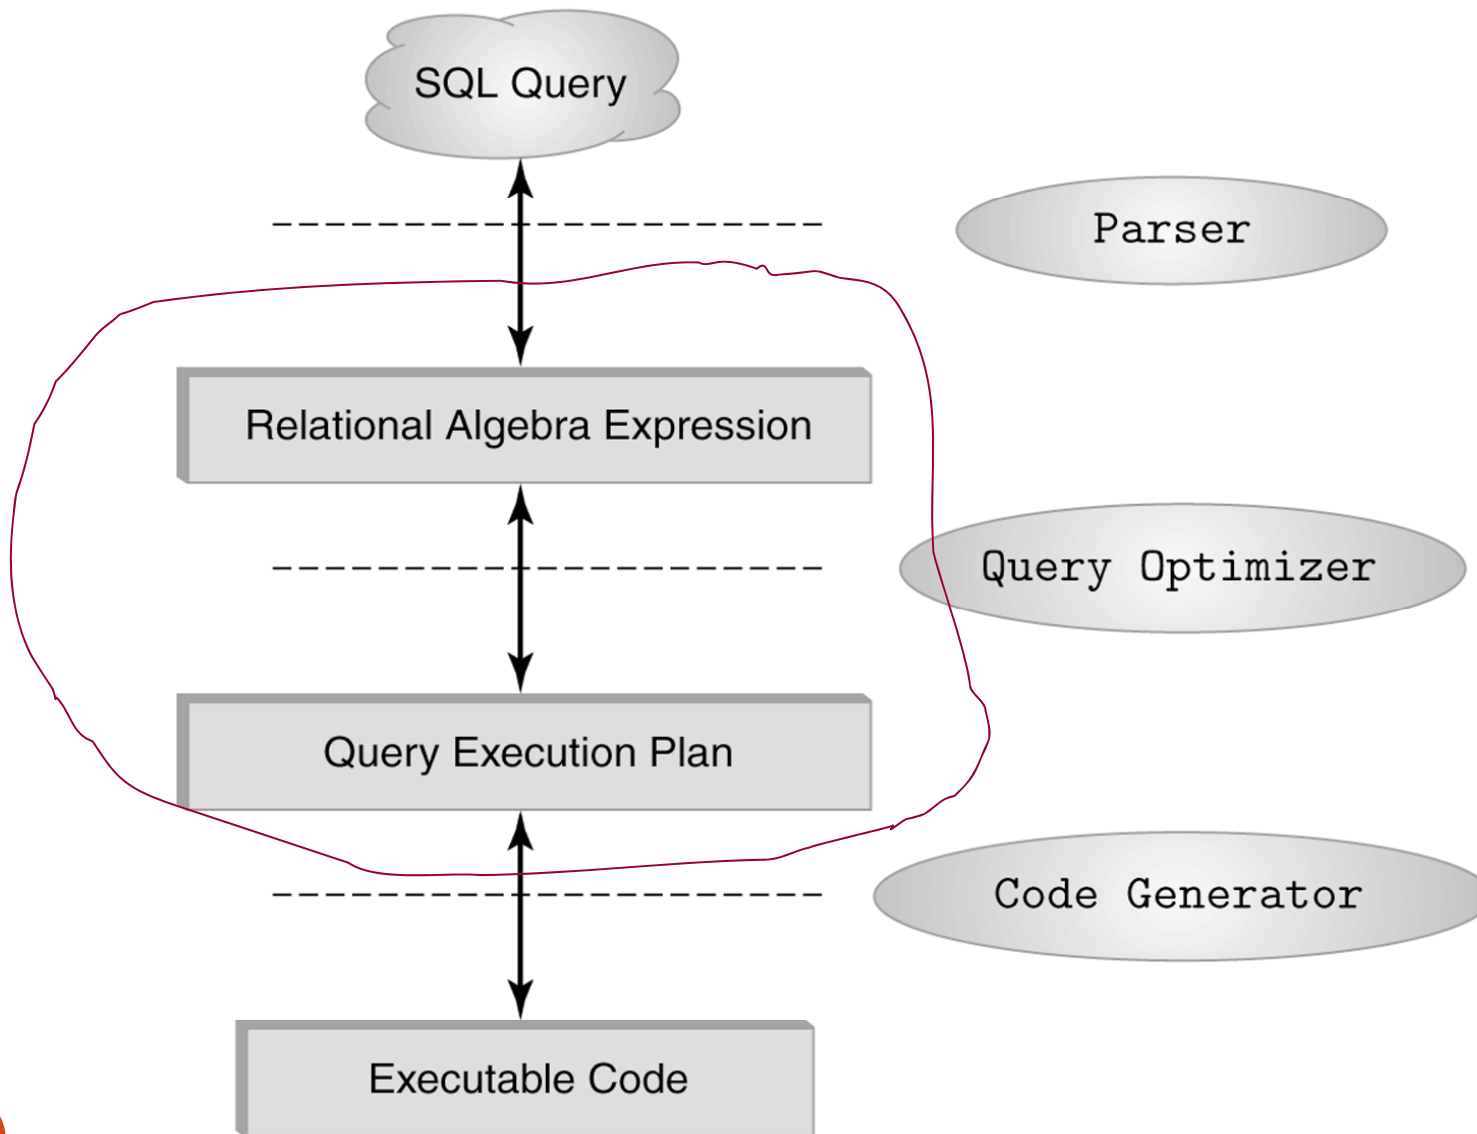 SQL Query
Parser
Relational Algebra Expression
Query Optimizer
Query Execution Plan
Code Generator
Executable Code